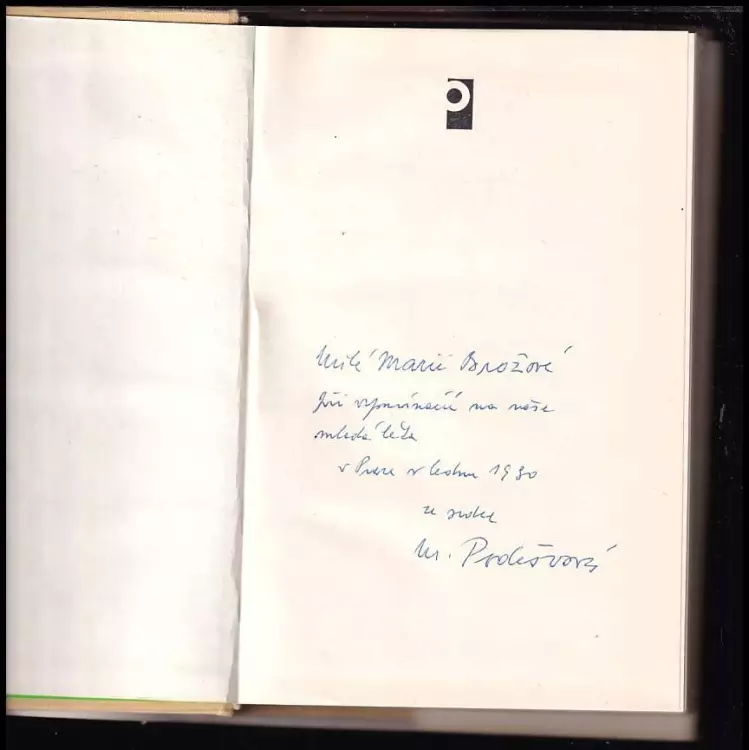 Milé Marii Brožové
při vzpomínání na naše
mladá léta
v Praze v lednu 1980
ze srdce
M. Podešvová